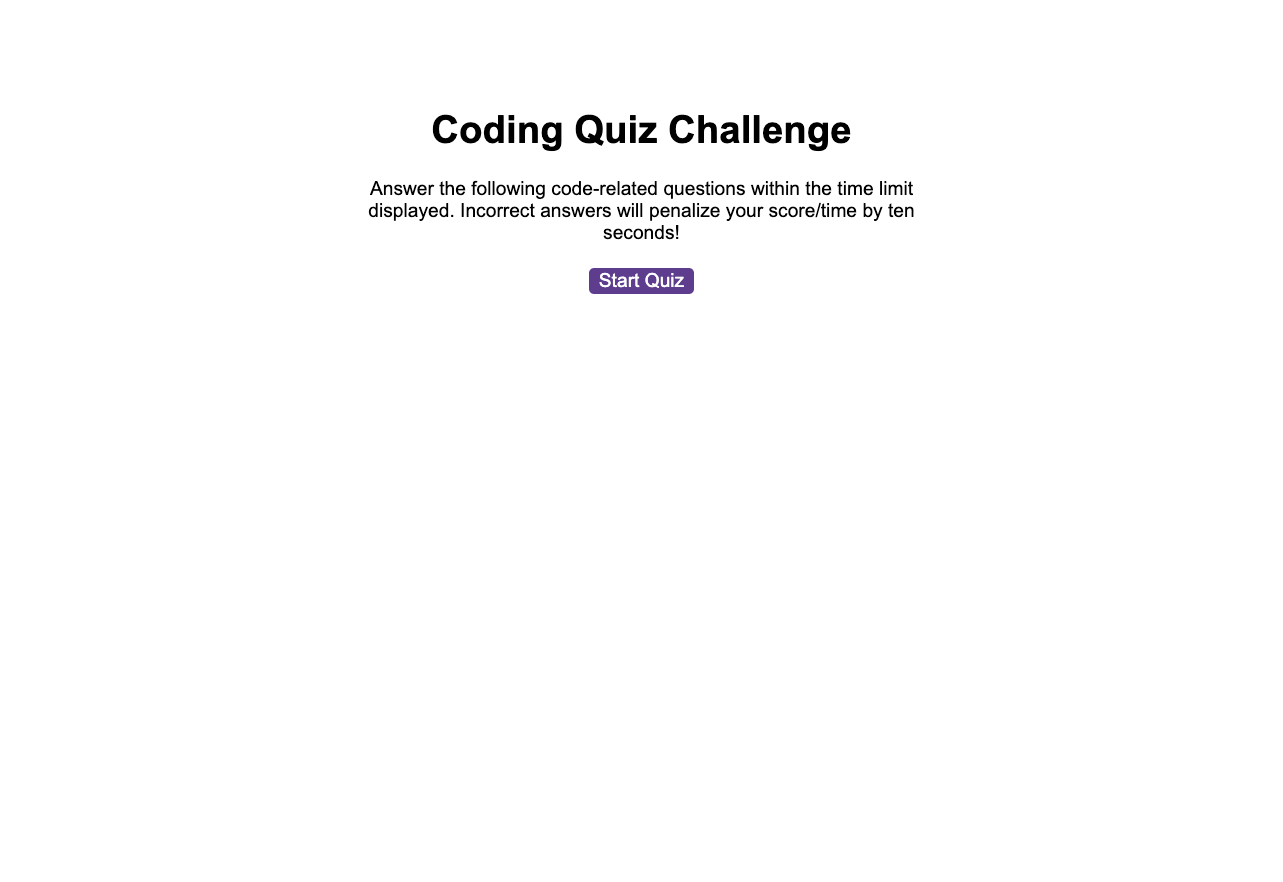 Coding Quiz Challenge
Answer the following code-related questions within the time limit
displayed. Incorrect answers will penalize your score/time by ten
seconds!
Start Quiz